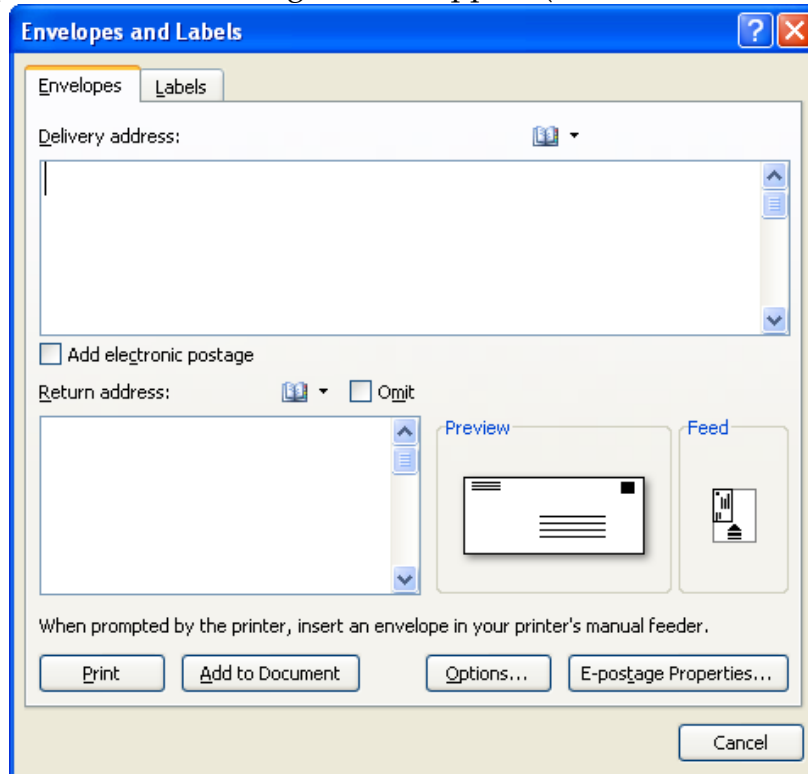 Envelopes and Labels
Envelopes Labels
Delivery address:
Add electronic postage
Return address: Omit
Preview Feed
When prompted by the printer, insert an envelope in your printer's manual feeder.
Print Add to Document Options... E-postage Properties...
Cancel